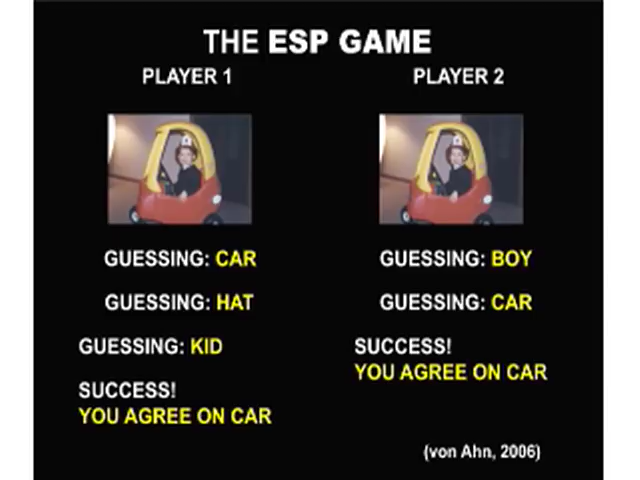 THE ESP GAME
PLAYER 1
PLAYER 2
GUESSING: CAR
GUESSING: BOY
GUESSING: HAT
GUESSING: CAR
GUESSING: KID
SUCCESS!
YOU AGREE ON CAR
SUCCESS!
YOU AGREE ON CAR
(von Ahn, 2006)